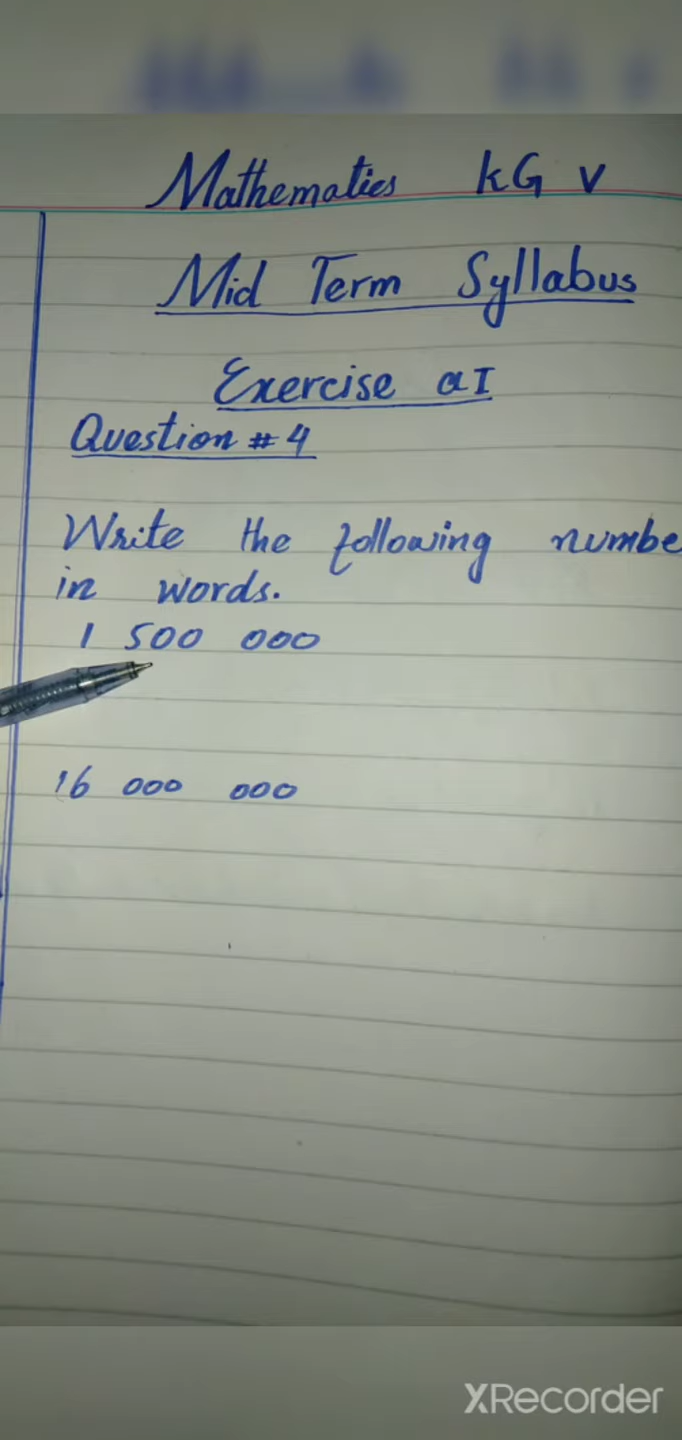 Mathematics KG V
Mid Term Syllabus
Exercise aI
Question # 4
Write the following numbe
in words.
1 500 000
16 000 000
XRecorder